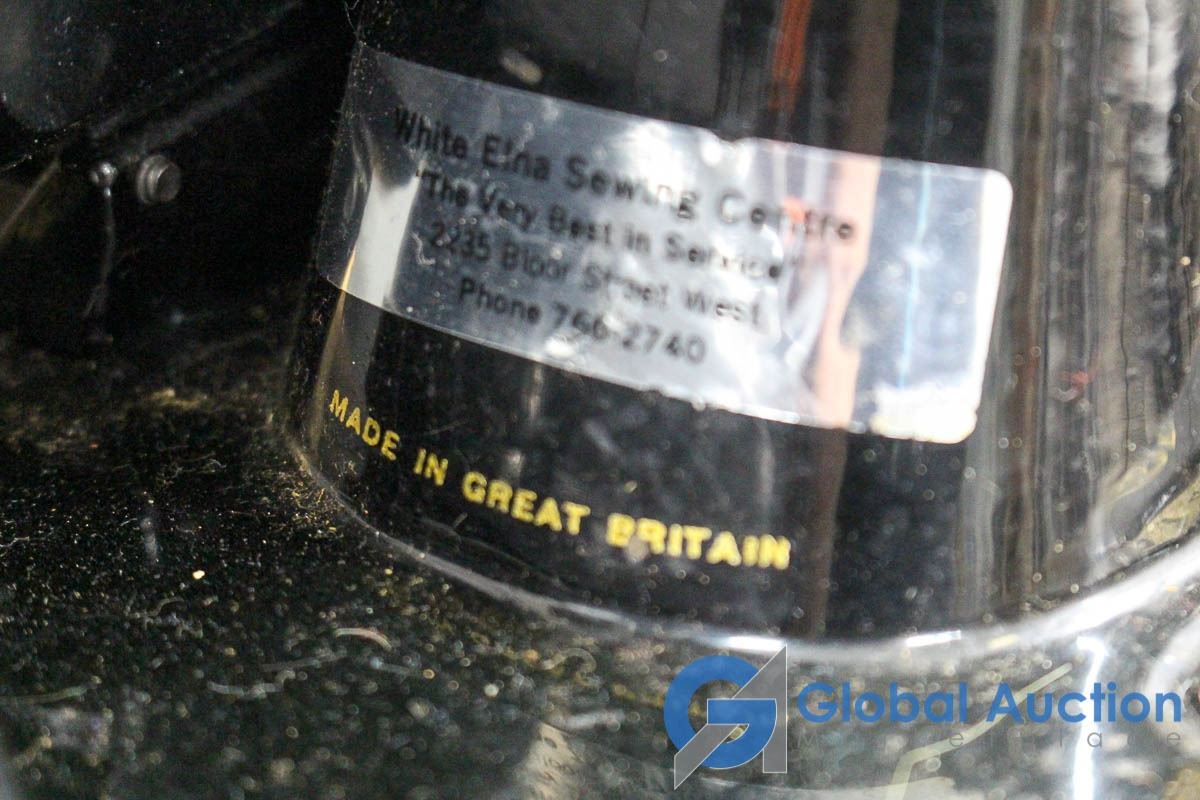 White Elna Sewing Centre
"The Very Best in Service"
2235 Bloor Street West
Phone 766-2740
MADE IN GREAT BRITAIN
GA Global Auction